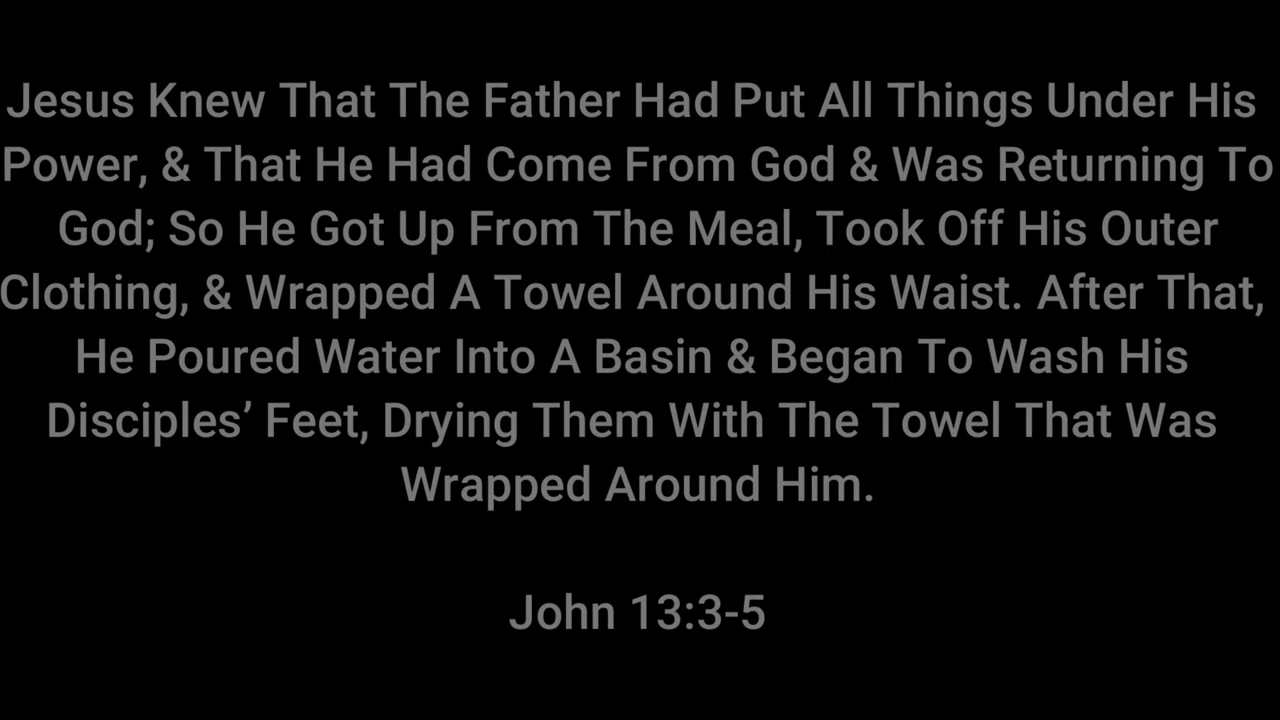 Jesus Knew That The Father Had Put All Things Under His
Power, & That He Had Come From God & Was Returning To
God; So He Got Up From The Meal, Took Off His Outer
Clothing, & Wrapped A Towel Around His Waist. After That,
He Poured Water Into A Basin & Began To Wash His
Disciples’ Feet, Drying Them With The Towel That Was
Wrapped Around Him.
John 13:3-5